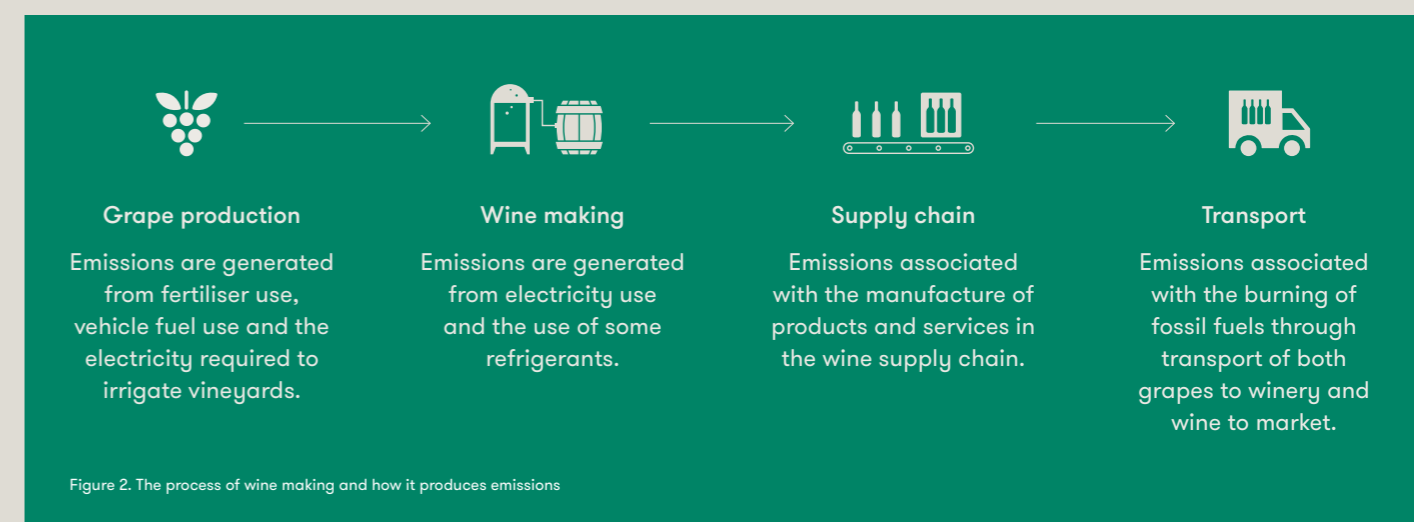 Grape production
Emissions are generated
from fertiliser use,
vehicle fuel use and the
electricity required to
irrigate vineyards.
Wine making
Emissions are generated
from electricity use
and the use of some
refrigerants.
Supply chain
Emissions associated
with the manufacture of
products and services in
the wine supply chain.
Transport
Emissions associated
with the burning of
fossil fuels through
transport of both
grapes to winery and
wine to market.
Figure 2. The process of wine making and how it produces emissions